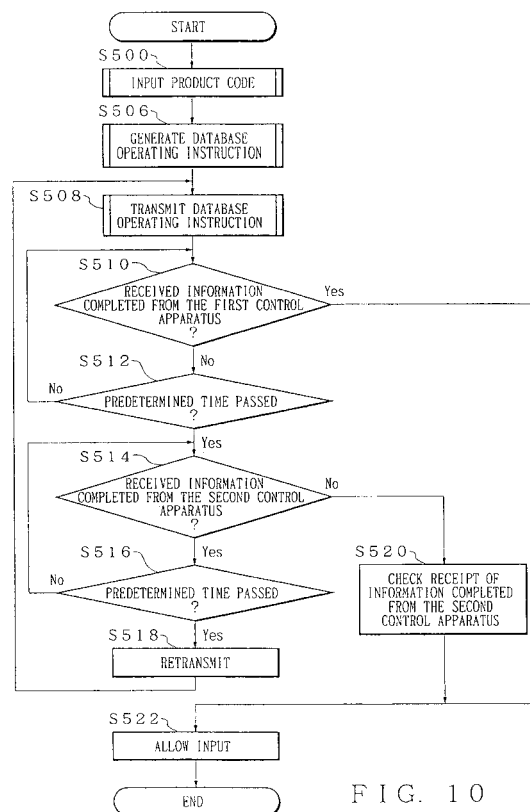 START
S500
INPUT PRODUCT CODE
S506
GENERATE DATABASE
OPERATING INSTRUCTION
S508
TRANSMIT DATABASE
OPERATING INSTRUCTION
S510
RECEIVED INFORMATION
COMPLETED FROM THE FIRST CONTROL
APPARATUS
?
Yes
No
S512
No
PREDETERMINED TIME PASSED
?
Yes
S514
RECEIVED INFORMATION
COMPLETED FROM THE SECOND CONTROL
APPARATUS
?
No
Yes
S516
No
PREDETERMINED TIME PASSED
?
Yes
S518
RETRANSMIT
S520
CHECK RECEIPT OF
INFORMATION COMPLETED
FROM THE SECOND
CONTROL APPARATUS
S522
ALLOW INPUT
END
FIG. 10